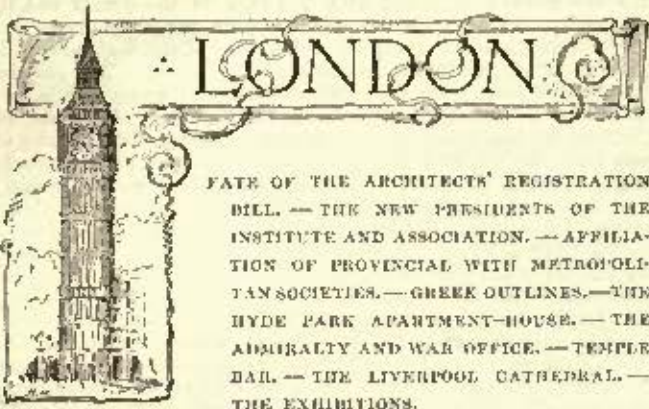 LONDON
FATE OF THE ARCHITECTS' REGISTRATION
BILL. — THE NEW PRESIDENTS OF THE
INSTITUTE AND ASSOCIATION. — AFFILIA-
TION OF PROVINCIAL WITH METROPOLI-
TAN SOCIETIES. — GREEK OUTLINES. — THE
HYDE PARK APARTMENT-HOUSE. — THE
ADMIRALTY AND WAR OFFICE. — TEMPLE
BAR. — THE LIVERPOOL CATHEDRAL. —
THE EXHIBITIONS.